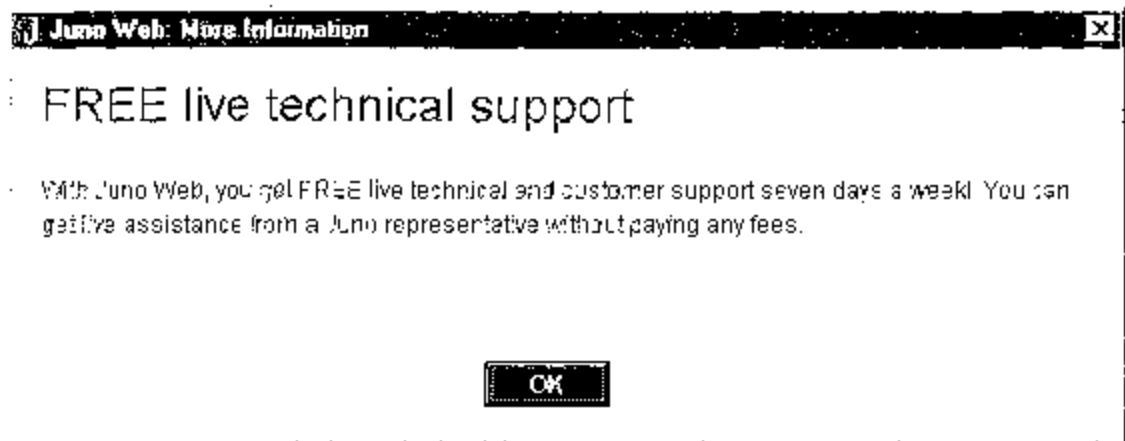 Juno Web: More Information
FREE live technical support
With Juno Web, you get FREE live technical and customer support seven days a week! You can
get live assistance from a Juno representative without paying any fees.
OK